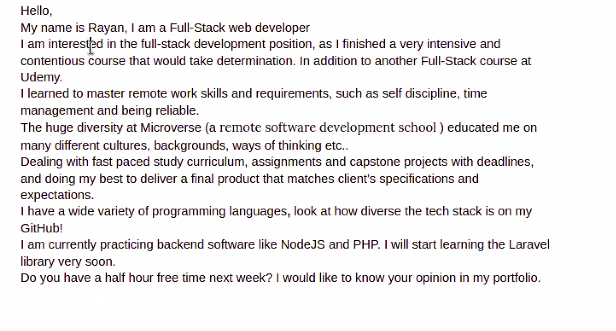 Hello,
My name is Rayan, I am a Full-Stack web developer
I am interested in the full-stack development position, as I finished a very intensive and
contentious course that would take determination. In addition to another Full-Stack course at
Udemy.
I learned to master remote work skills and requirements, such as self discipline, time
management and being reliable.
The huge diversity at Microverse (a remote software development school ) educated me on
many different cultures, backgrounds, ways of thinking etc..
Dealing with fast paced study curriculum, assignments and capstone projects with deadlines,
and doing my best to deliver a final product that matches client's specifications and
expectations.
I have a wide variety of programming languages, look at how diverse the tech stack is on my
GitHub!
I am currently practicing backend software like NodeJS and PHP. I will start learning the Laravel
library very soon.
Do you have a half hour free time next week? I would like to know your opinion in my portfolio.